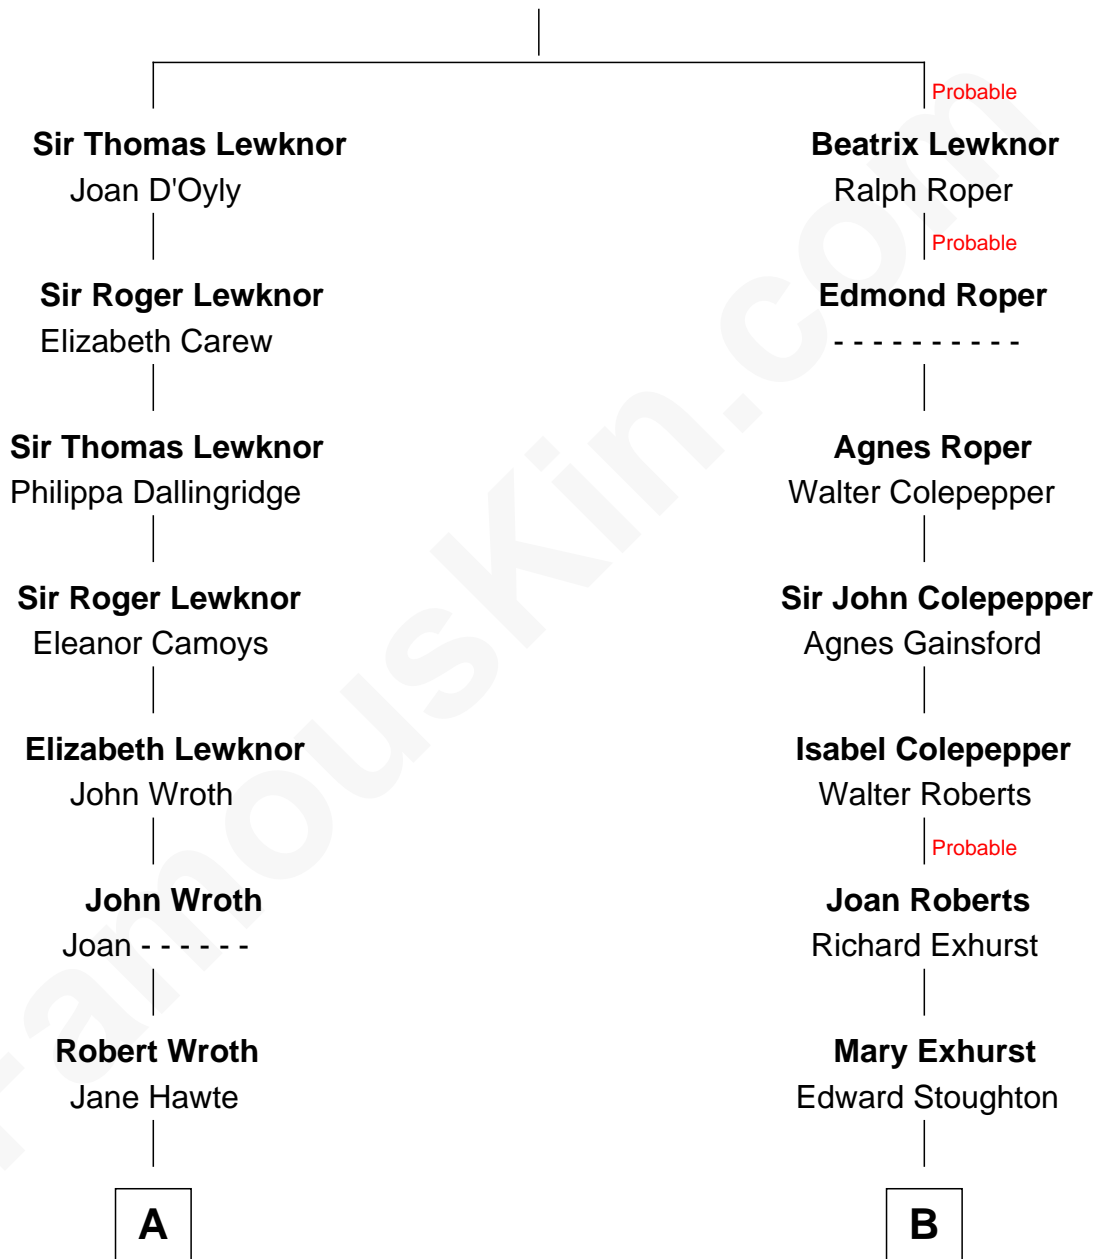 Probable
Sir Thomas Lewknor
Joan D'Oyly
Beatrix Lewknor
Ralph Roper
Probable
Sir Roger Lewknor
Elizabeth Carew
Edmond Roper
- - - - - - - - - -
Sir Thomas Lewknor
Philippa Dallingridge
Agnes Roper
Walter Colepepper
Sir Roger Lewknor
Eleanor Camoys
Sir John Colepepper
Agnes Gainsford
Elizabeth Lewknor
John Wroth
Isabel Colepepper
Walter Roberts
Probable
John Wroth
Joan - - - - - -
Joan Roberts
Richard Exhurst
Robert Wroth
Jane Hawte
Mary Exhurst
Edward Stoughton
A
B
FamousKin.com